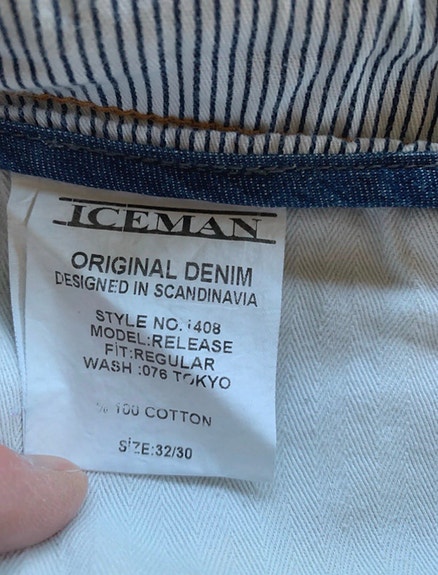 ICEMAN
ORIGINAL DENIM
DESIGNED IN SCANDINAVIA
STYLE NO. 1408
MODEL:RELEASE
FIT:REGULAR
WASH :076 TOKYO
% 100 COTTON
SIZE:32/30